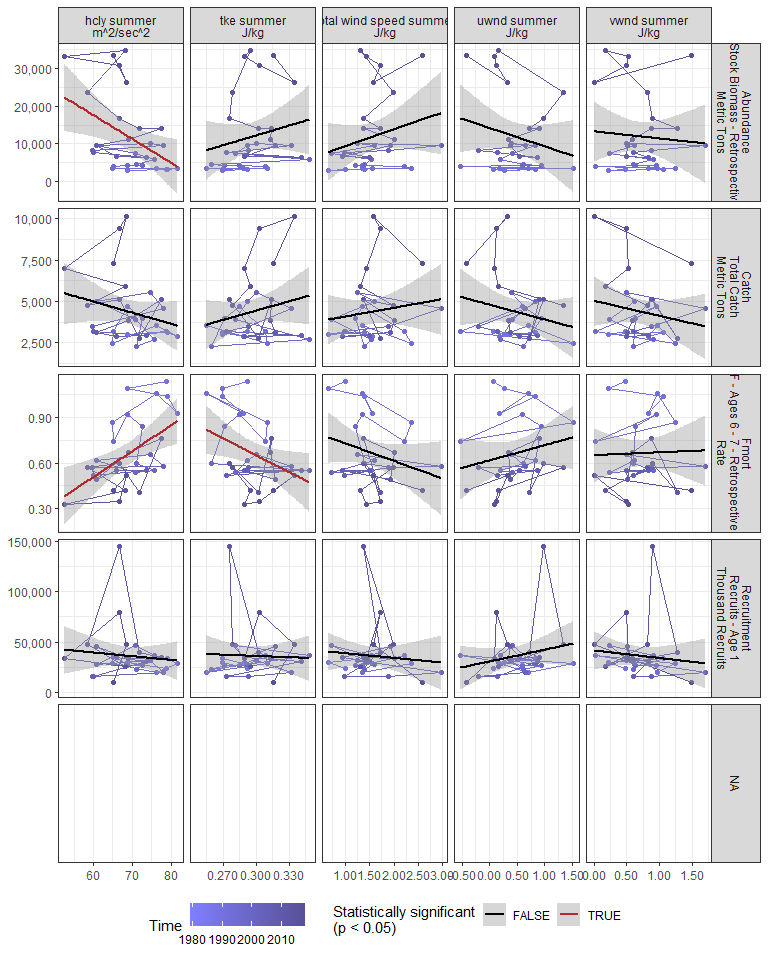 hcly summer
m^2/sec^2
tke summer
J/kg
otal wind speed summe
J/kg
uwnd summer
J/kg
vwnd summer
J/kg
30,000
20,000
10,000
0
Abundance
Stock Biomass - Retrospectiv
Metric Tons
10,000
7,500
5,000
2,500
Catch
Total Catch
Metric Tons
0.90
0.60
0.30
Fmort
F - Ages 6 - 7 - Retrospective
Rate
150,000
100,000
50,000
0
Recruitment
Recruits - Age 1
Thousand Recruits
NA
60 70 80
0.270 0.300 0.330
1.00 1.50 2.00 2.50 3.00
-0.50 0.00 0.50 1.00 1.50
0.00 0.50 1.00 1.50
Time
1980 1990 2000 2010
Statistically significant
(p < 0.05)
FALSE
TRUE